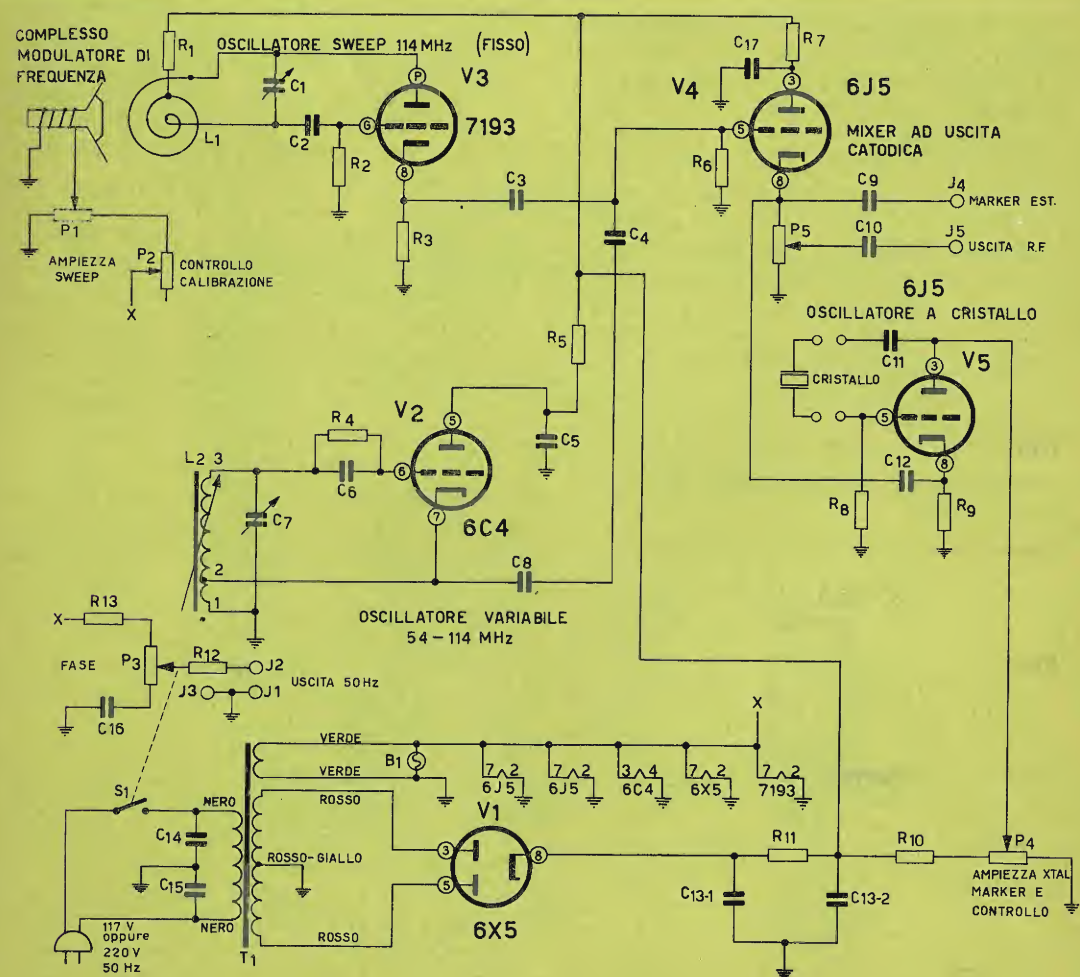 COMPLESSO
MODULATORE DI
FREQUENZA
R1
OSCILLATORE SWEEP 114 MHz (FISSO)
C1
P
V3
7193
L1
C2
6
R2
8
R3
C3
C4
P1
AMPIEZZA
SWEEP
P2
CONTROLLO
CALIBRAZIONE
X
C17
R7
3
V4
6J5
5
MIXER AD USCITA
CATODICA
R6
8
C9
J4
MARKER EST.
P5
C10
J5
USCITA R.F.
6J5
OSCILLATORE A CRISTALLO
C11
V5
3
CRISTALLO
5
8
C12
R8
R9
R5
V2
5
C5
R4
C6
6
L2 3
C7
7
6C4
2
1
C8
OSCILLATORE VARIABILE
54-114 MHz
R13
X
FASE
P3
R12
J2
J3
J1
USCITA 50Hz
C16
VERDE
VERDE
B1
X
7 2
6J5
7 2
6J5
3 4
6C4
7 2
6X5
7 2
7193
S1
NERO
ROSSO
V1
C14
3
8
ROSSO-GIALLO
C15
5
NERO
ROSSO
6X5
T1
117 V
oppure
220 V
50 Hz
R11
R10
P4
C13-1
C13-2
AMPIEZZA XTAL
MARKER E
CONTROLLO